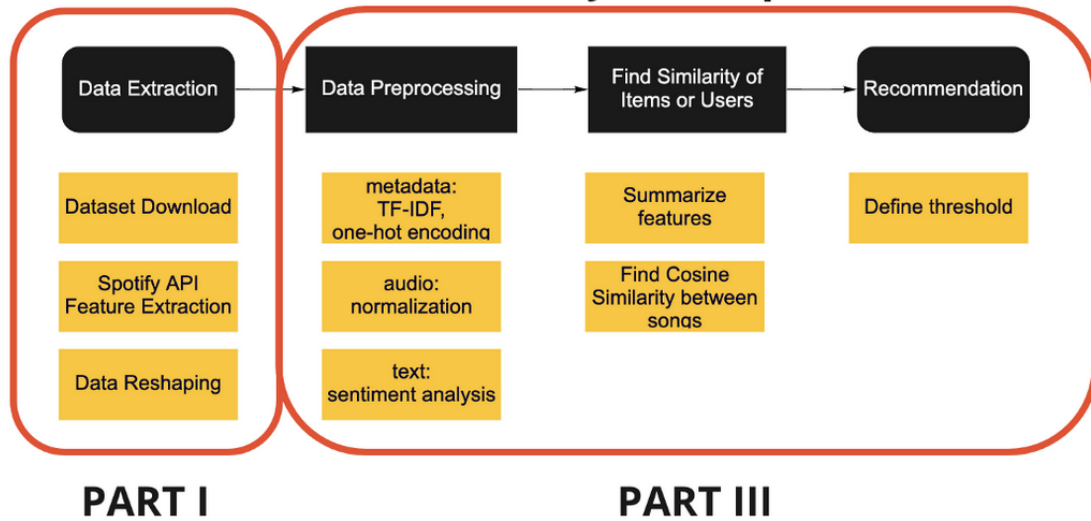 Data Extraction
Data Preprocessing
Find Similarity of
Items or Users
Recommendation
Dataset Download
metadata:
TF-IDF,
one-hot encoding
Summarize
features
Define threshold
Spotify API
Feature Extraction
audio:
normalization
Find Cosine
Similarity between
songs
Data Reshaping
text:
sentiment analysis
PART I
PART III